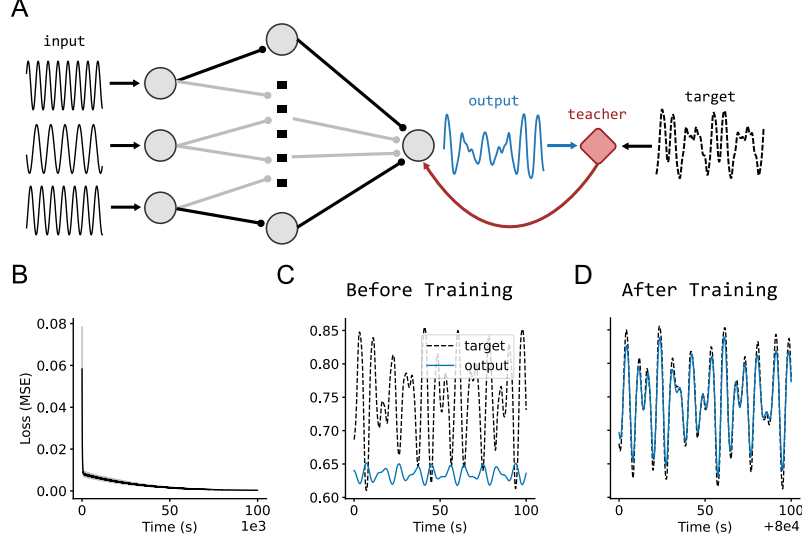 A
input
output
teacher
target
B
Loss (MSE)
0.08
0.06
0.04
0.02
0.00
0
50
100
Time (s)
1e3
C
Before Training
0.85
0.80
0.75
0.70
0.65
0.60
target
output
0
50
100
Time (s)
D
After Training
0
50
100
Time (s)
+8e4